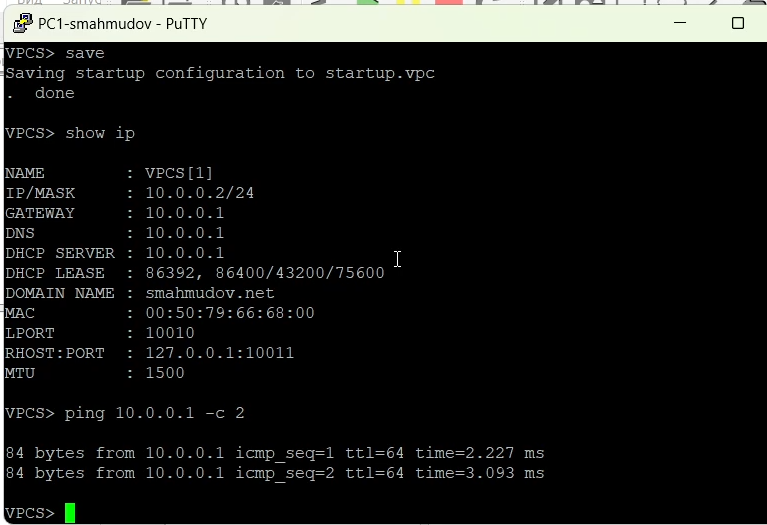 PC1-smahmudov - PuTTY
VPCS> save
Saving startup configuration to startup.vpc
.  done
VPCS> show ip
NAME        : VPCS[1]
IP/MASK     : 10.0.0.2/24
GATEWAY     : 10.0.0.1
DNS         : 10.0.0.1
DHCP SERVER : 10.0.0.1
DHCP LEASE  : 86392, 86400/43200/75600
DOMAIN NAME : smahmudov.net
MAC         : 00:50:79:66:68:00
LPORT       : 10010
RHOST:PORT  : 127.0.0.1:10011
MTU         : 1500
VPCS> ping 10.0.0.1 -c 2
84 bytes from 10.0.0.1 icmp_seq=1 ttl=64 time=2.227 ms
84 bytes from 10.0.0.1 icmp_seq=2 ttl=64 time=3.093 ms
VPCS>